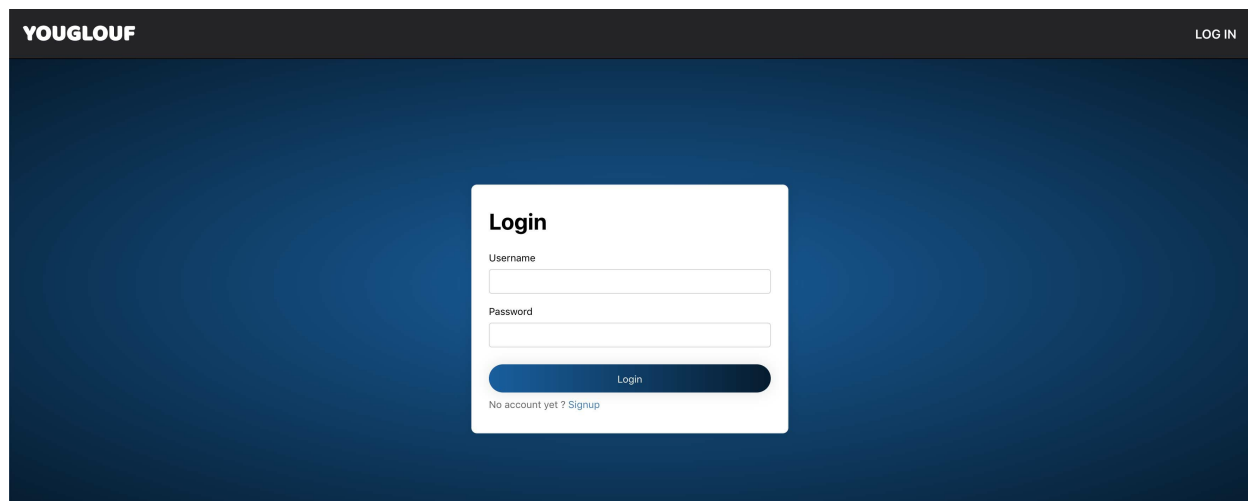 YOUGLOUF
LOG IN
Login
Username
Password
Login
No account yet ? Signup